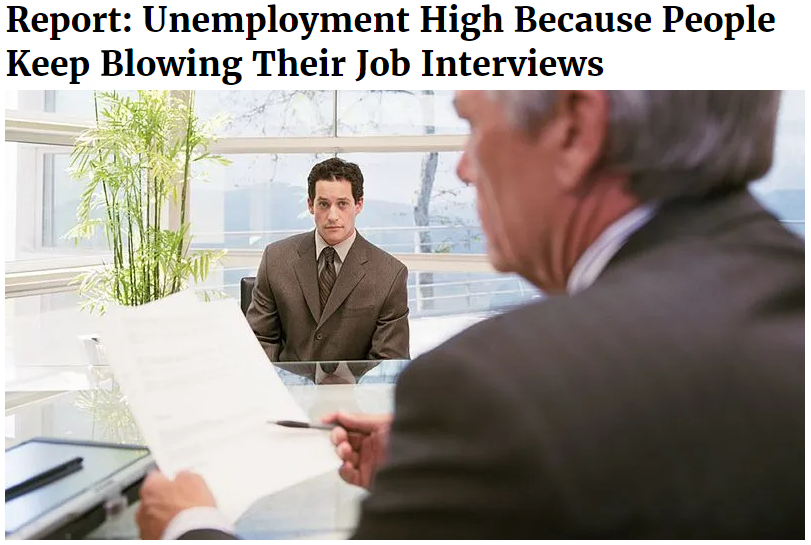 Report: Unemployment High Because People
Keep Blowing Their Job Interviews